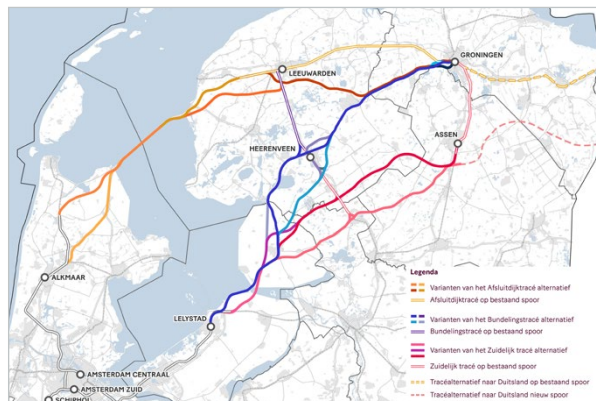 GRONINGEN
LEEUWARDEN
ASSEN
HEERENVEEN
ALKMAAR
LELYSTAD
AMSTERDAM CENTRAAL
AMSTERDAM ZUID
SCHIPHOL
Legenda
Varianten van het Afsluitdijktracé alternatief
Afsluitdijktracé op bestaand spoor
Varianten van het Bundelingstracé alternatief
Bundelingstracé op bestaand spoor
Varianten van het Zuidelijk tracé alternatief
Zuidelijk tracé op bestaand spoor
Tracéalternatief naar Duitsland op bestaand spoor
Tracéalternatief naar Duitsland nieuw spoor